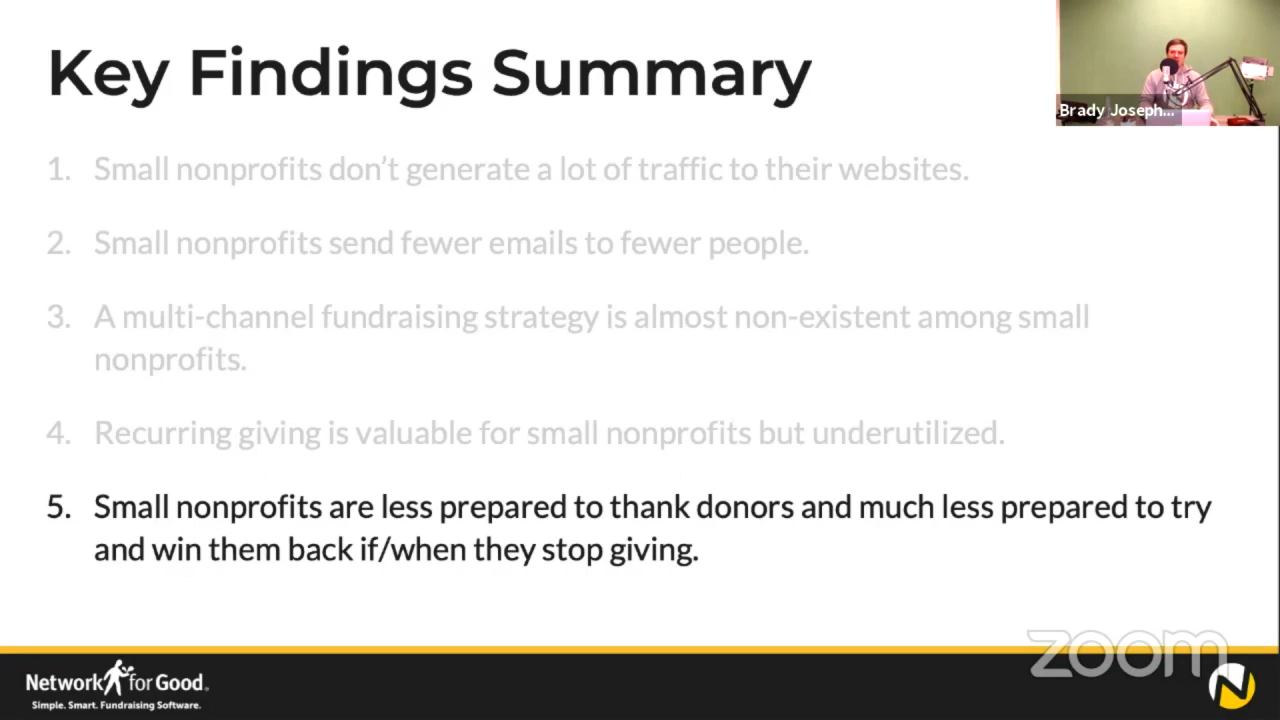 Key Findings Summary
Brady Joseph...
1. Small nonprofits don’t generate a lot of traffic to their websites.
2. Small nonprofits send fewer emails to fewer people.
3. A multi-channel fundraising strategy is almost non-existent among small
nonprofits.
4. Recurring giving is valuable for small nonprofits but underutilized.
5. Small nonprofits are less prepared to thank donors and much less prepared to try
and win them back if/when they stop giving.
zoom
Network for Good.
Simple. Smart. Fundraising Software.
N